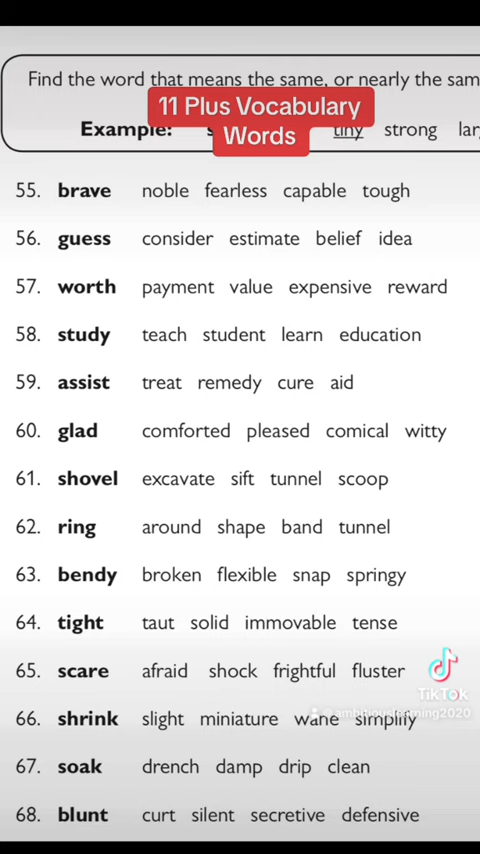 Find the word that means the same, or nearly the sam
11 Plus Vocabulary
Words
Example: tiny strong lar
55. brave noble fearless capable tough
56. guess consider estimate belief idea
57. worth payment value expensive reward
58. study teach student learn education
59. assist treat remedy cure aid
60. glad comforted pleased comical witty
61. shovel excavate sift tunnel scoop
62. ring around shape band tunnel
63. bendy broken flexible snap springy
64. tight taut solid immovable tense
65. scare afraid shock frightful fluster
TikTok
66. shrink slight miniature wane simplify
@ambitiouslearning2020
67. soak drench damp drip clean
68. blunt curt silent secretive defensive